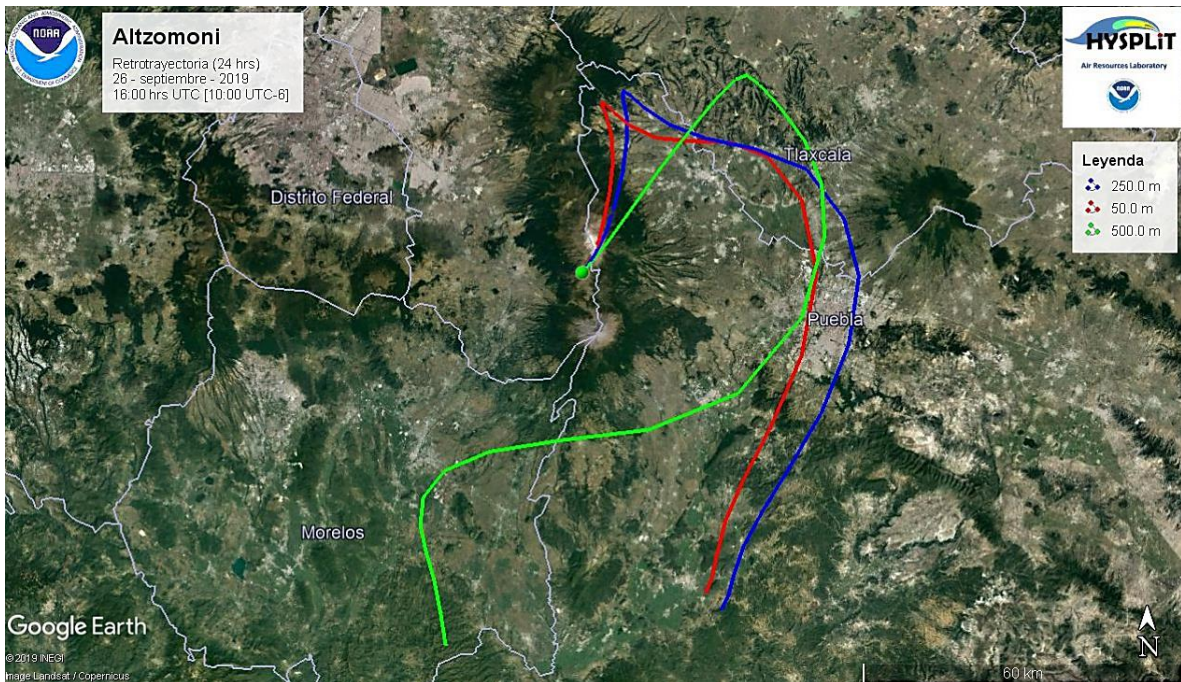 NOAA
Altzomoni
Retrotrayectoria (24 hrs)
26 - septiembre - 2019
16:00 hrs UTC [10:00 UTC-6]
HYSPLIT
Air Resources Laboratory
Leyenda
250.0 m
50.0 m
500.0 m
Tlaxcala
Distrito Federal
Puebla
Morelos
Google Earth
© 2019 INEGI
Image Landsat / Copernicus
60 km
N